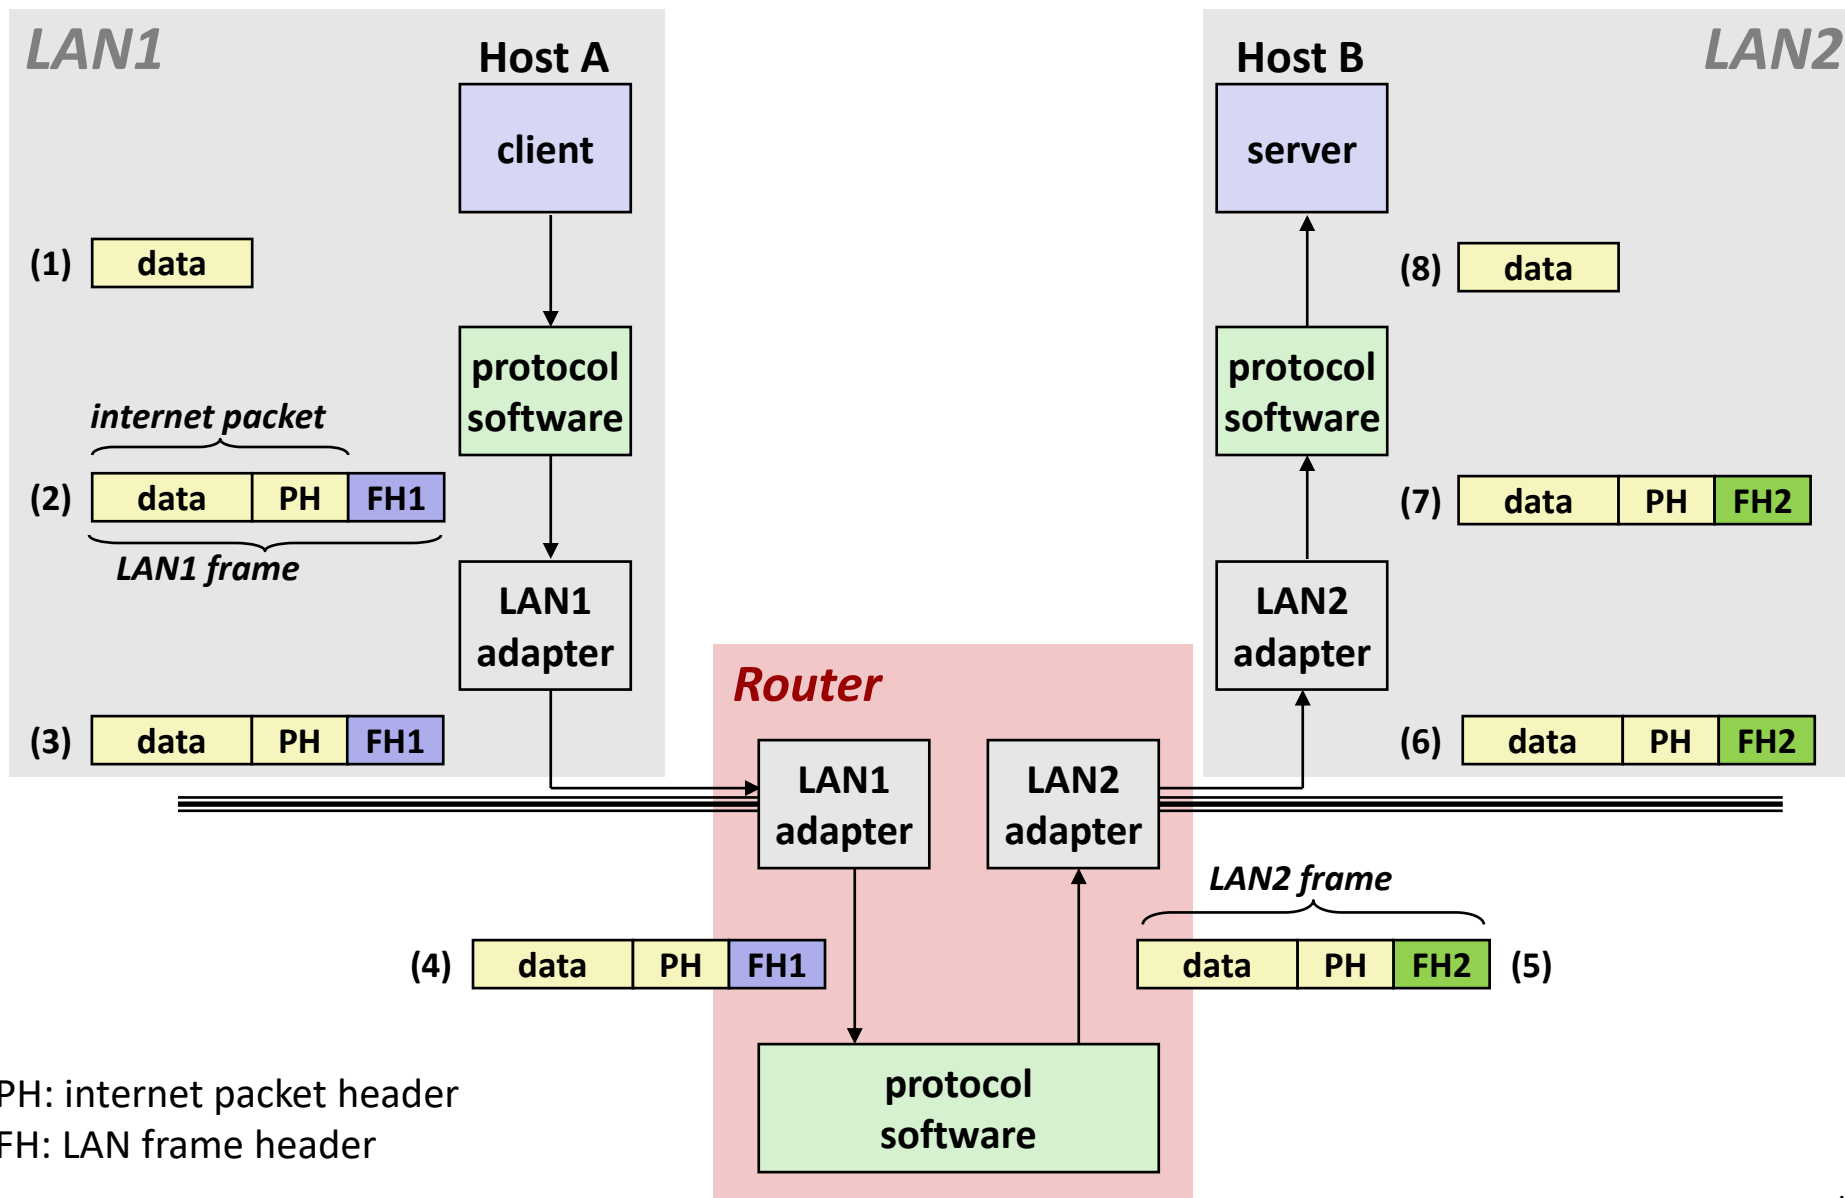 LAN1
Host A
client
(1) data
protocol
software
internet packet
(2) data PH FH1
LAN1 frame
LAN1
adapter
(3) data PH FH1
Host B
LAN2
server
(8) data
protocol
software
(7) data PH FH2
LAN2
adapter
(6) data PH FH2
Router
LAN1
adapter
LAN2
adapter
LAN2 frame
(4) data PH FH1
data PH FH2 (5)
protocol
software
PH: internet packet header
FH: LAN frame header